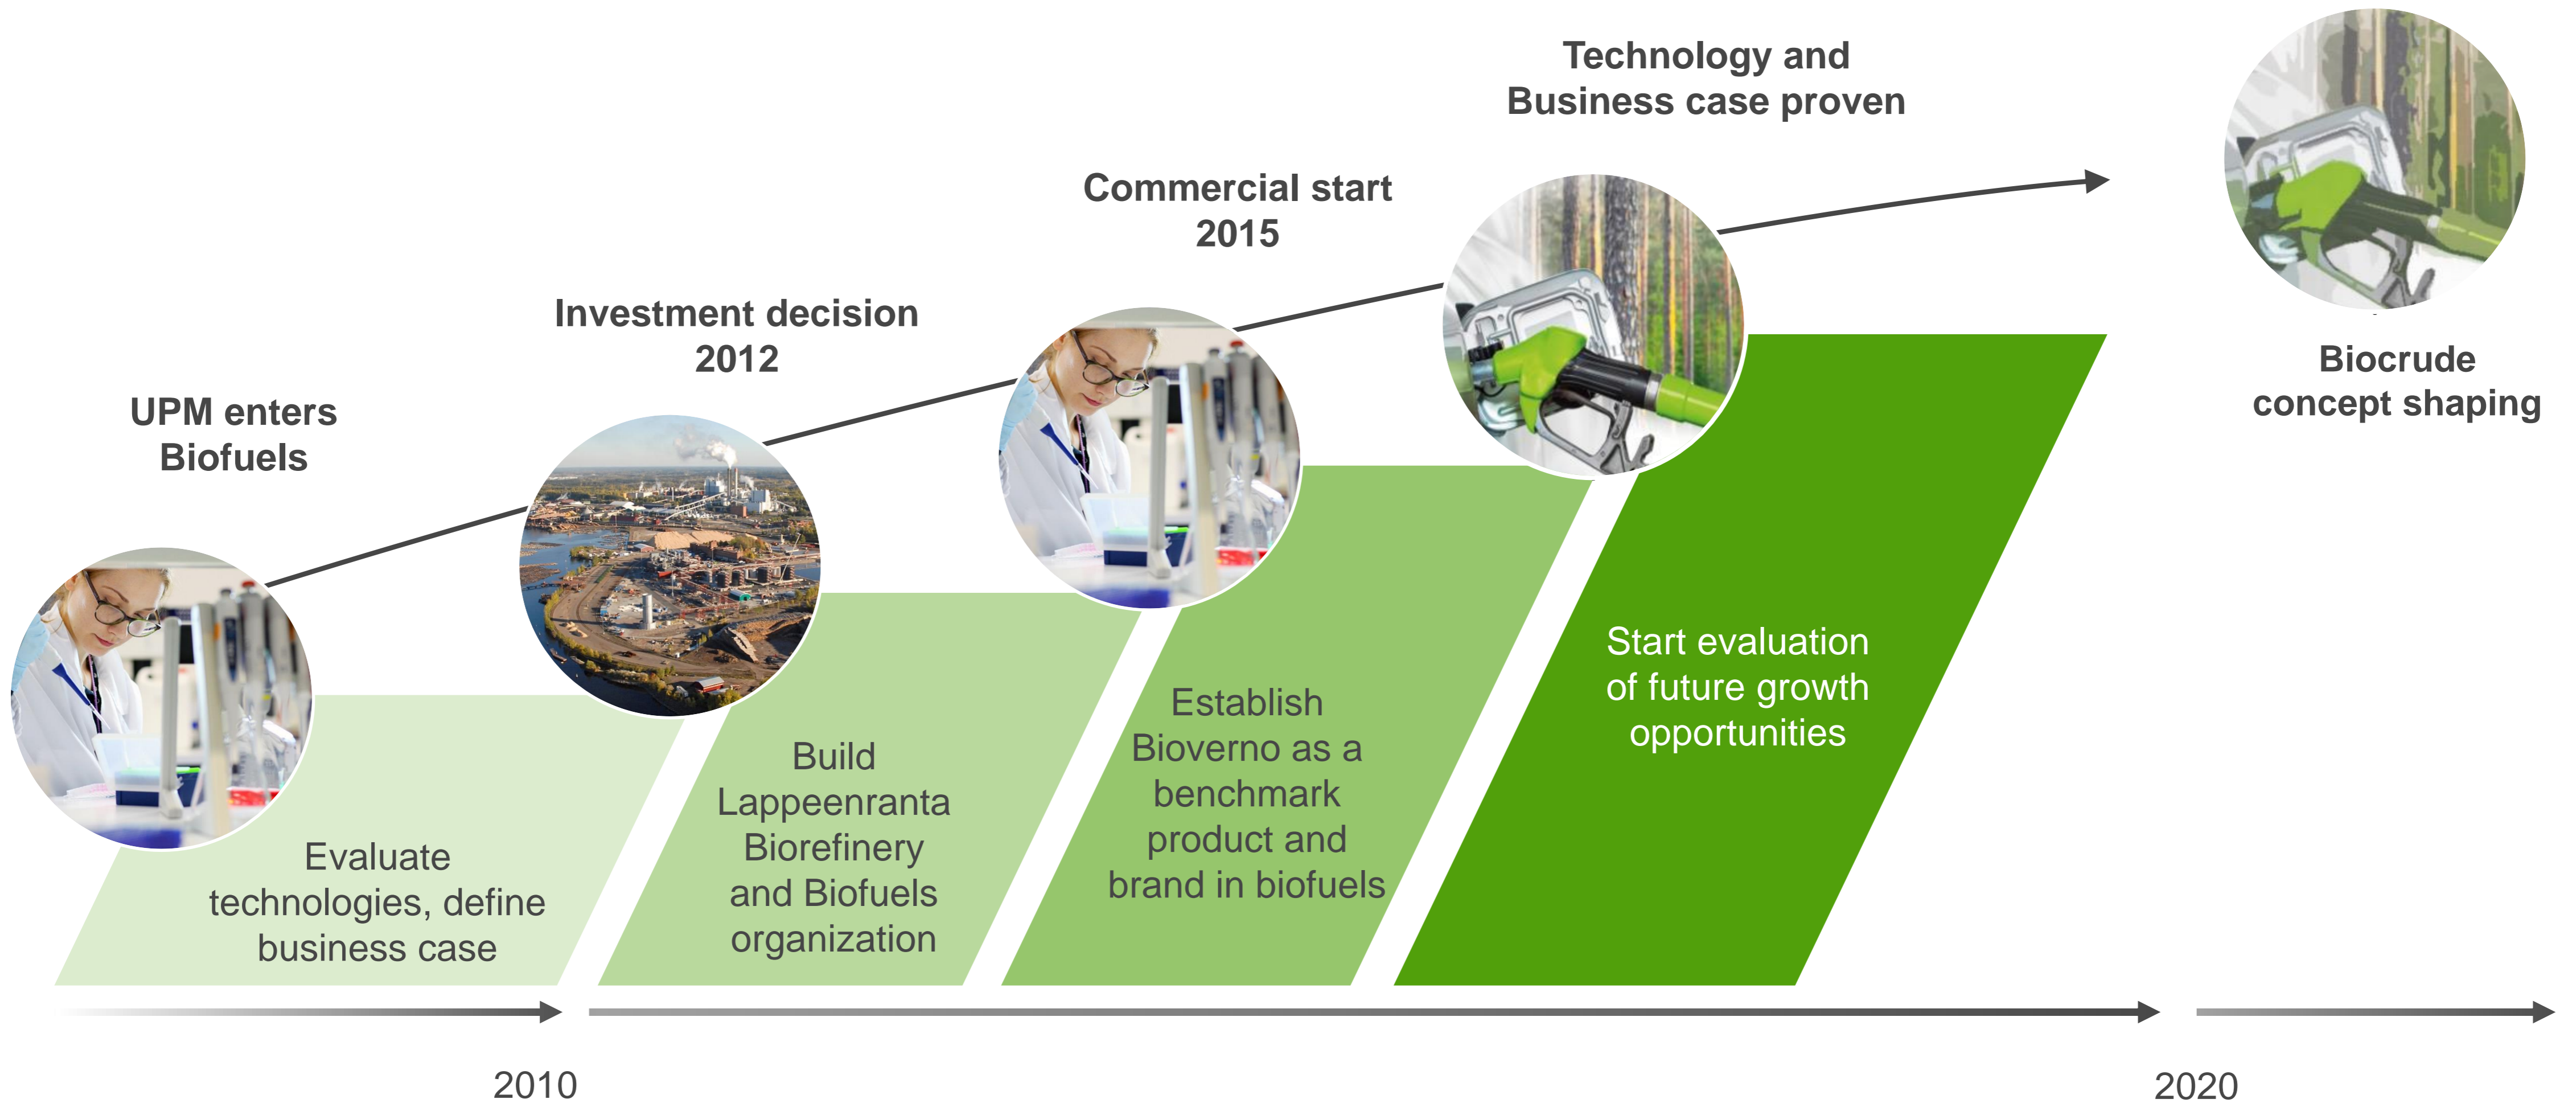 Technology and
Business case proven
Commercial start
2015
Investment decision
2012
UPM enters
Biofuels
Biocrude
concept shaping
Evaluate
technologies, define
business case
Build
Lappeenranta
Biorefinery
and Biofuels
organization
Establish
Bioverno as a
benchmark
product and
brand in biofuels
Start evaluation
of future growth
opportunities
2010
2020